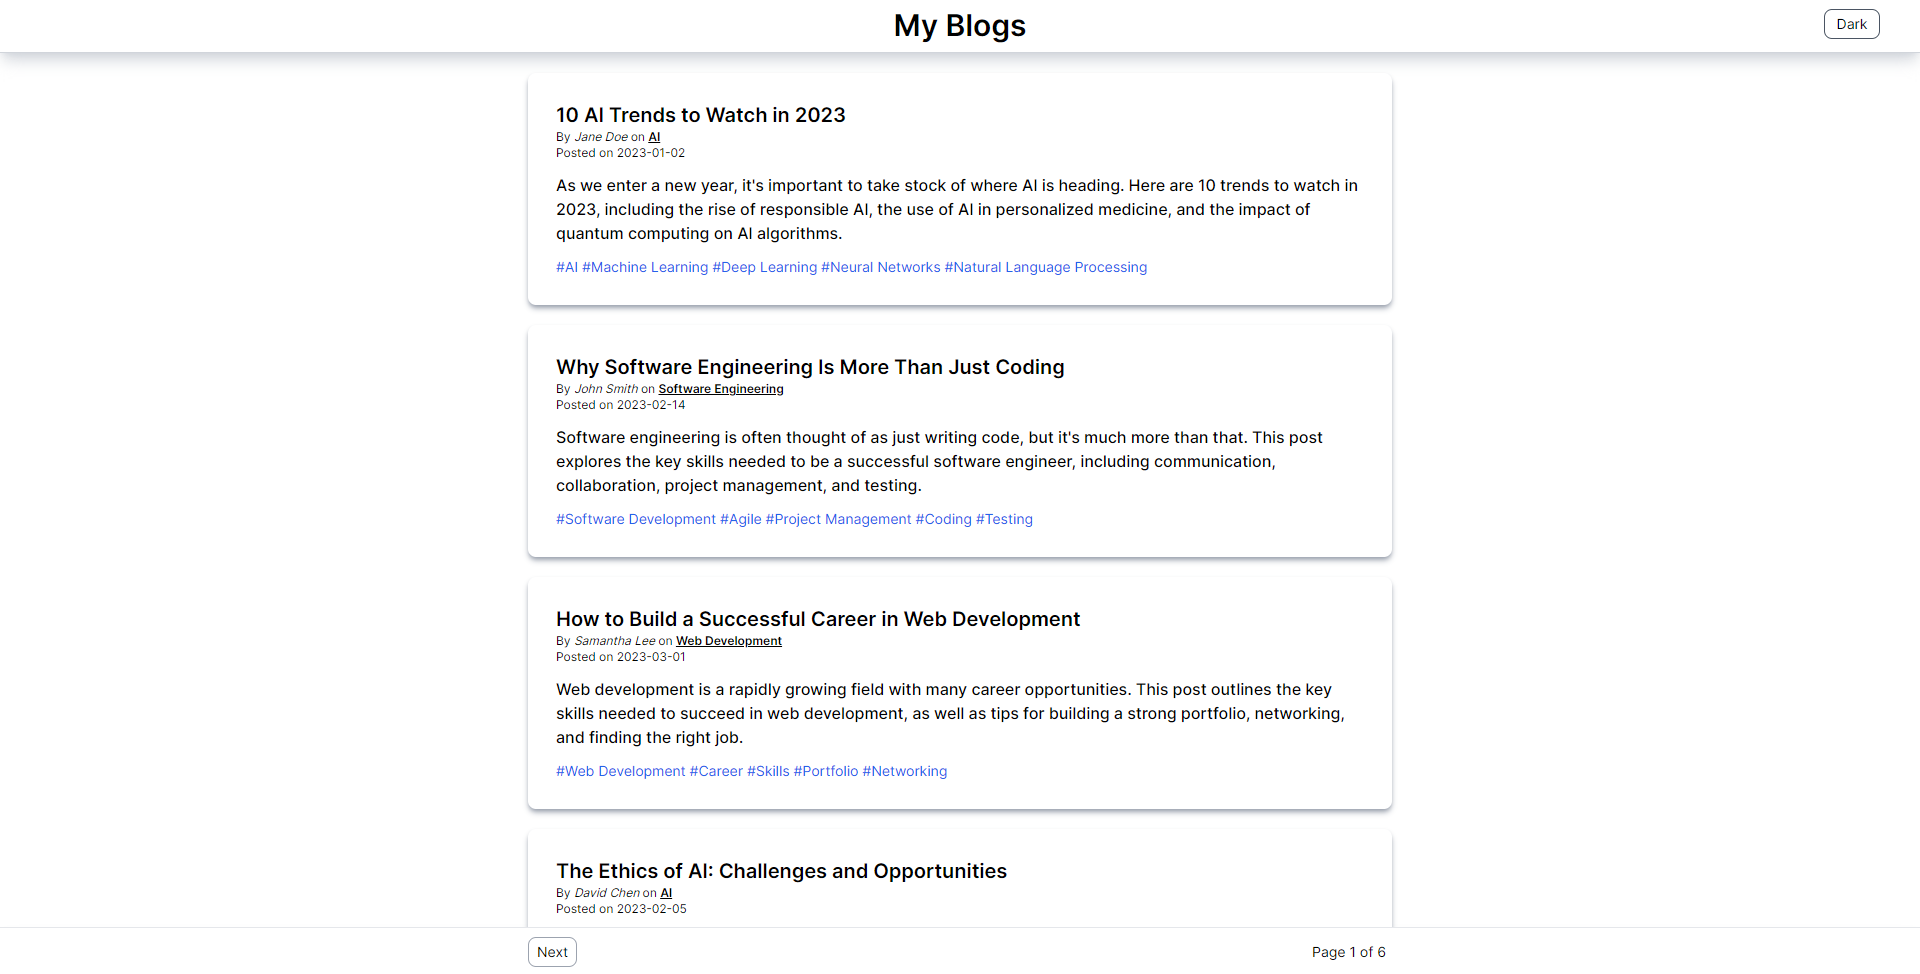 My Blogs
Dark
10 AI Trends to Watch in 2023
By Jane Doe on AI
Posted on 2023-01-02
As we enter a new year, it's important to take stock of where AI is heading. Here are 10 trends to watch in
2023, including the rise of responsible AI, the use of AI in personalized medicine, and the impact of
quantum computing on AI algorithms.
#AI #Machine Learning #Deep Learning #Neural Networks #Natural Language Processing
Why Software Engineering Is More Than Just Coding
By John Smith on Software Engineering
Posted on 2023-02-14
Software engineering is often thought of as just writing code, but it's much more than that. This post
explores the key skills needed to be a successful software engineer, including communication,
collaboration, project management, and testing.
#Software Development #Agile #Project Management #Coding #Testing
How to Build a Successful Career in Web Development
By Samantha Lee on Web Development
Posted on 2023-03-01
Web development is a rapidly growing field with many career opportunities. This post outlines the key
skills needed to succeed in web development, as well as tips for building a strong portfolio, networking,
and finding the right job.
#Web Development #Career #Skills #Portfolio #Networking
The Ethics of AI: Challenges and Opportunities
By David Chen on AI
Posted on 2023-02-05
Next
Page 1 of 6